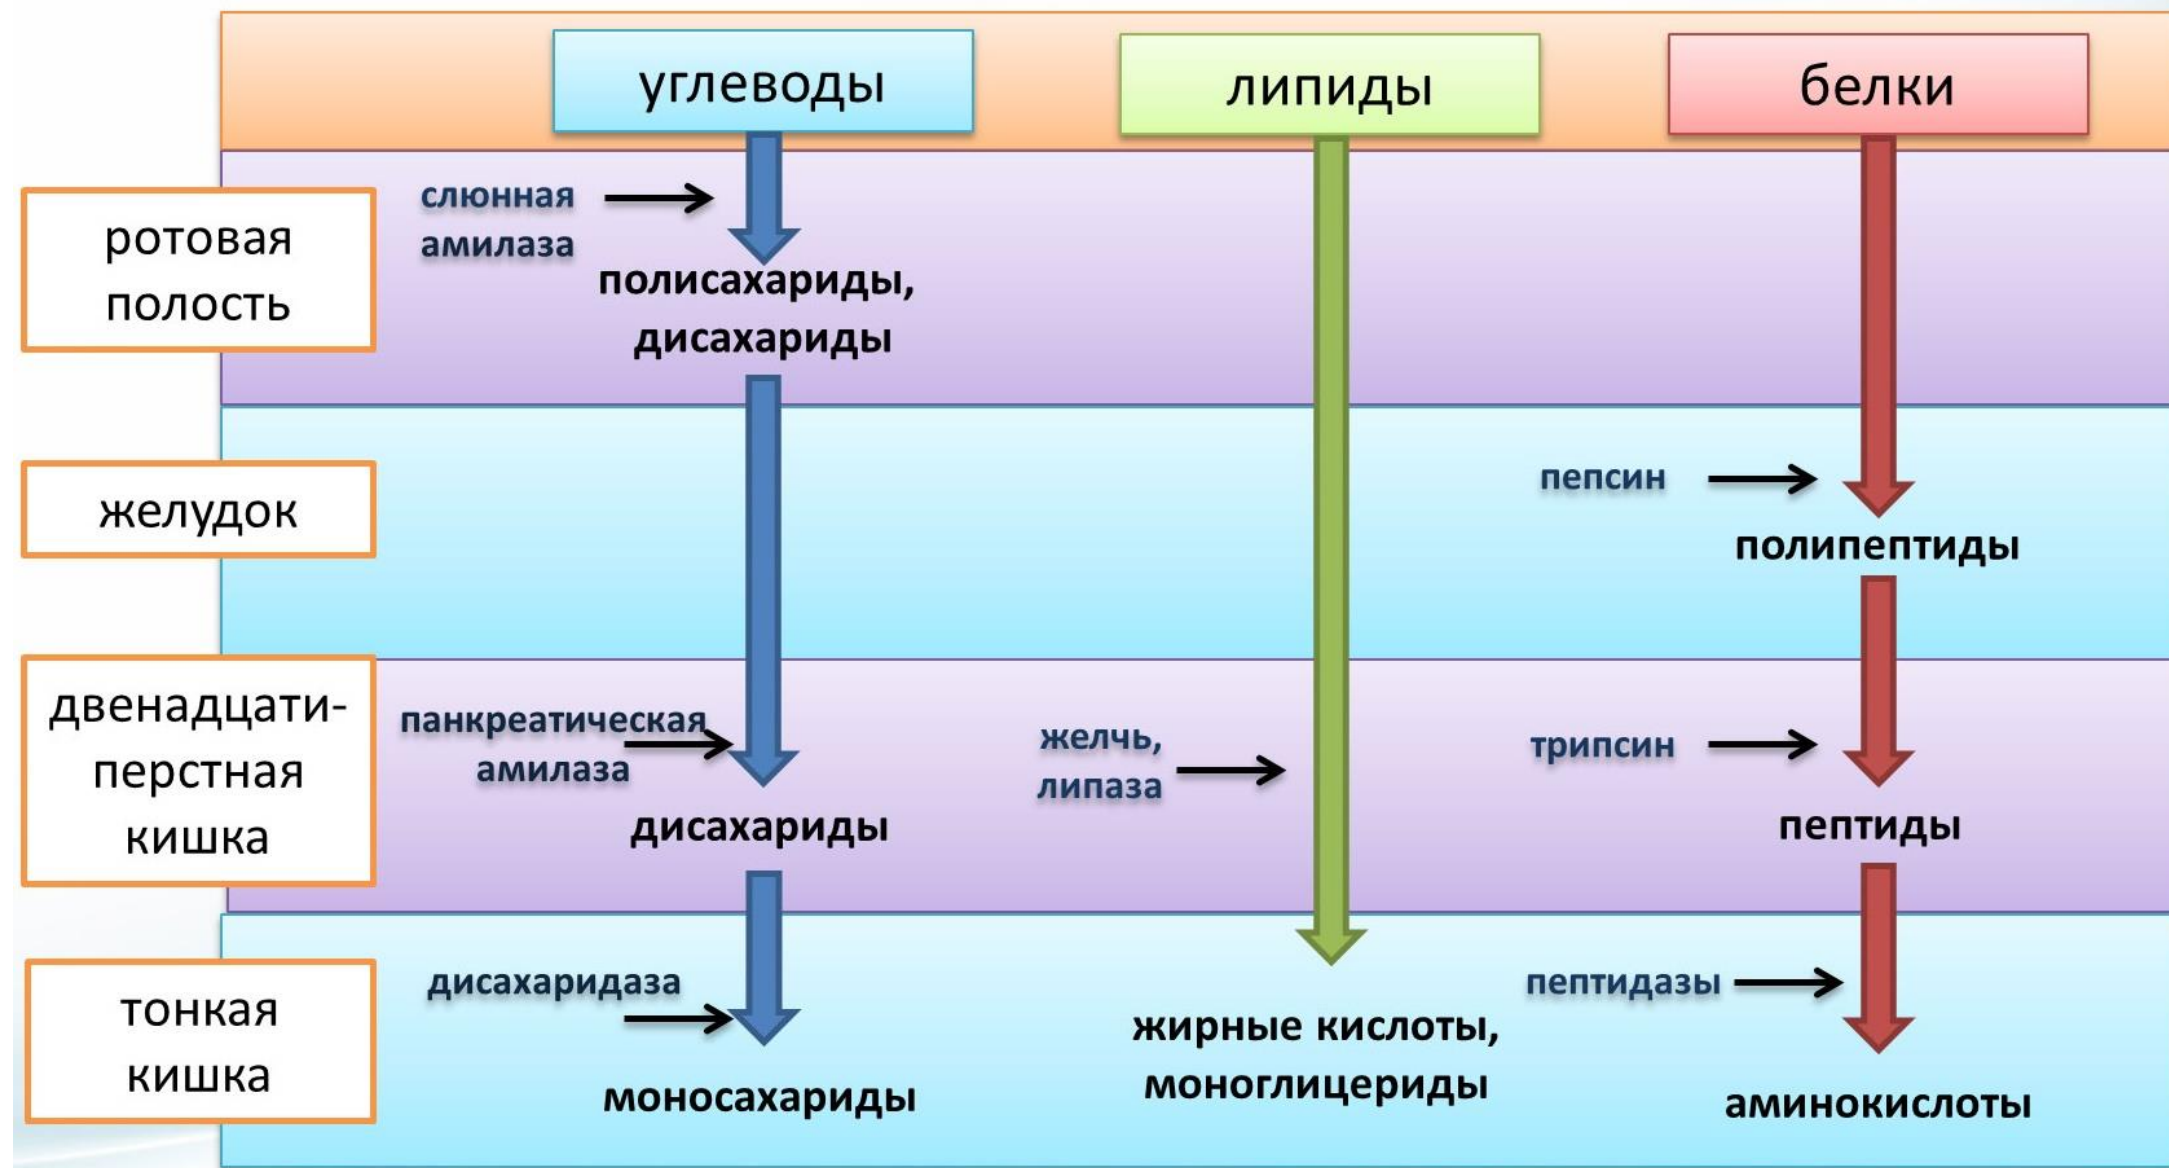 углеводы
липиды
белки
ротовая
полость
слюнная
амилаза
полисахариды,
дисахариды
желудок
пепсин
полипептиды
двенадцати-
перстная
кишка
панкреатическая
амилаза
дисахариды
желчь,
липаза
трипсин
пептиды
тонкая
кишка
дисахаридаза
моносахариды
жирные кислоты,
моноглицериды
пептидазы
аминокислоты